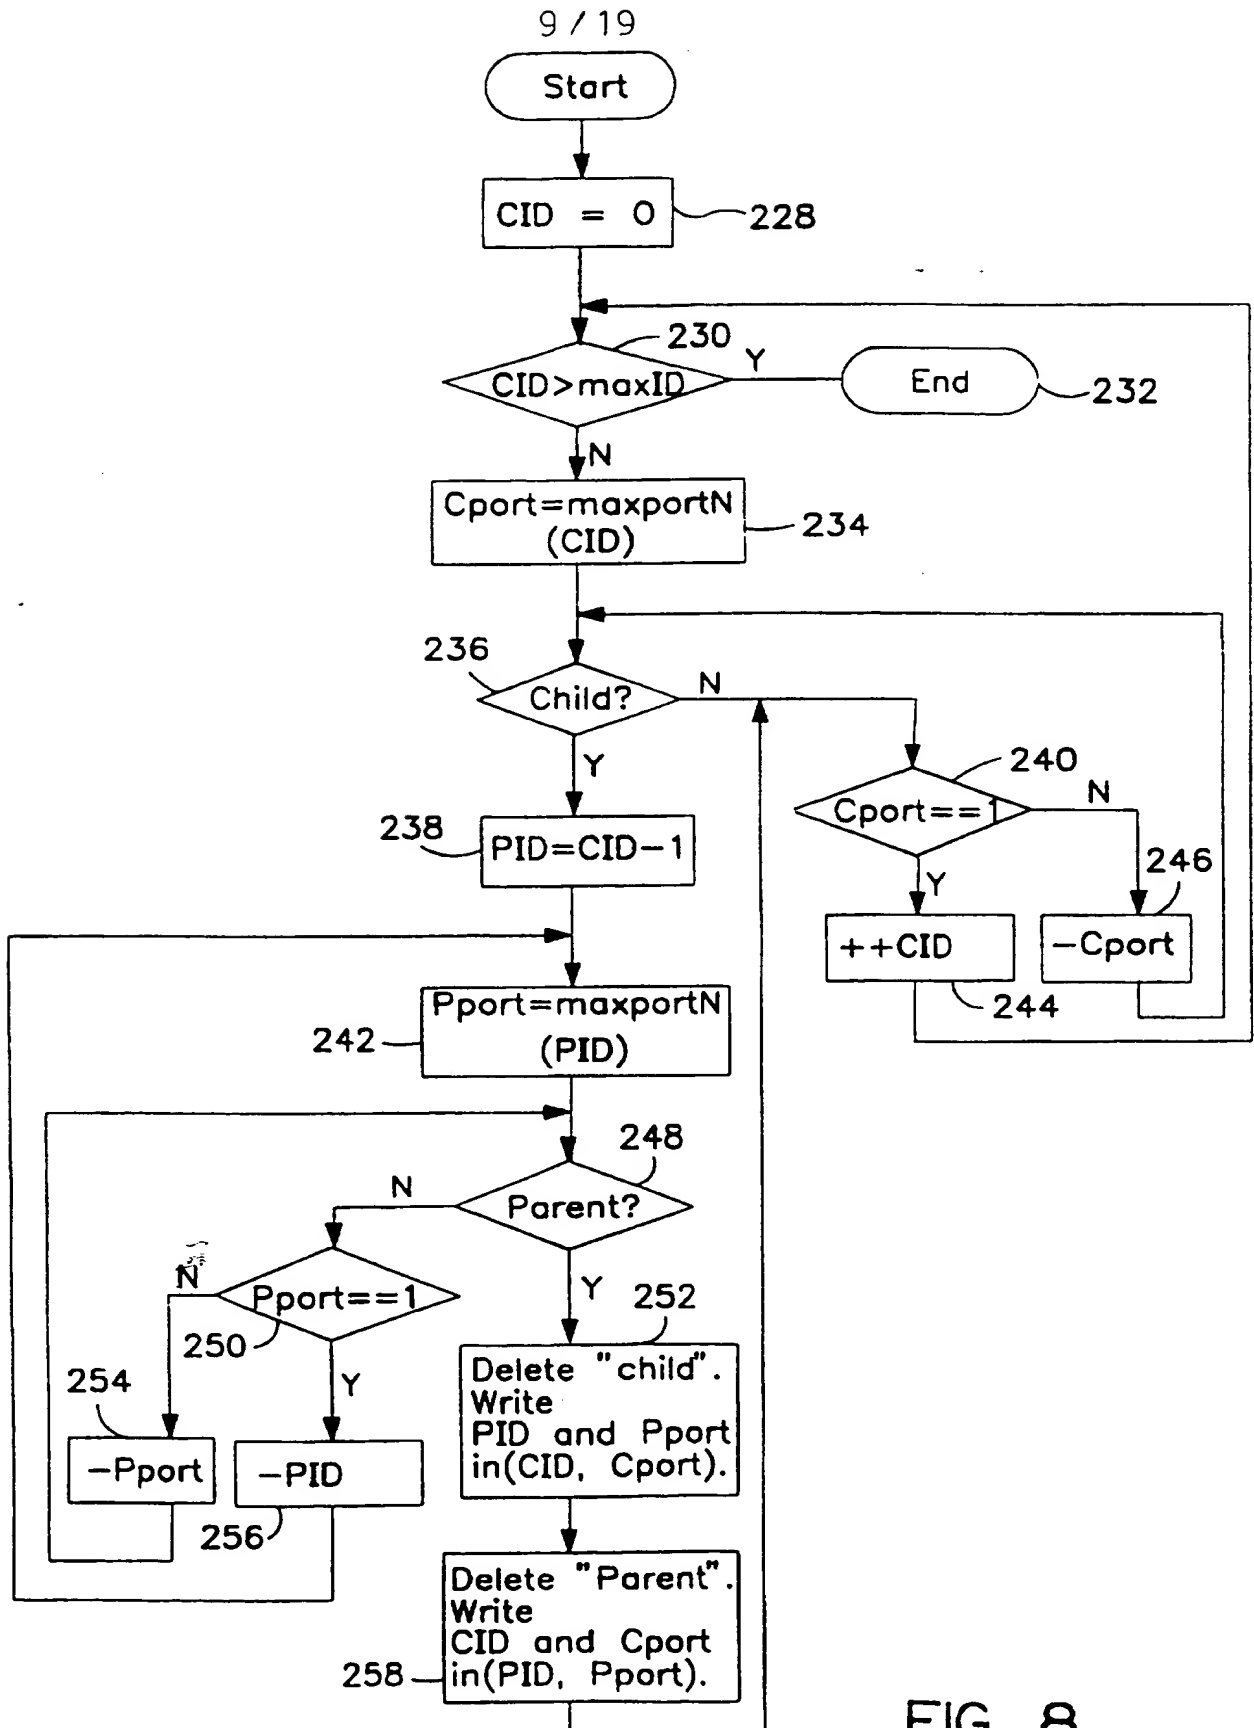 9/19
Start
CID = 0
228
230
CID>maxID
Y
End
232
N
Cport=maxportN
(CID)
234
236
Child?
N
Y
240
Cport==1
N
238
PID=CID-1
Y
246
++CID
-Cport
244
Pport=maxportN
(PID)
242
248
Parent?
N
Y
N
Pport==1
250
252
Delete "child".
Write
PID and Pport
in(CID, Cport).
254
Y
-Pport
-PID
256
Delete "Parent".
Write
CID and Cport
in(PID, Pport).
258
FIG. 8